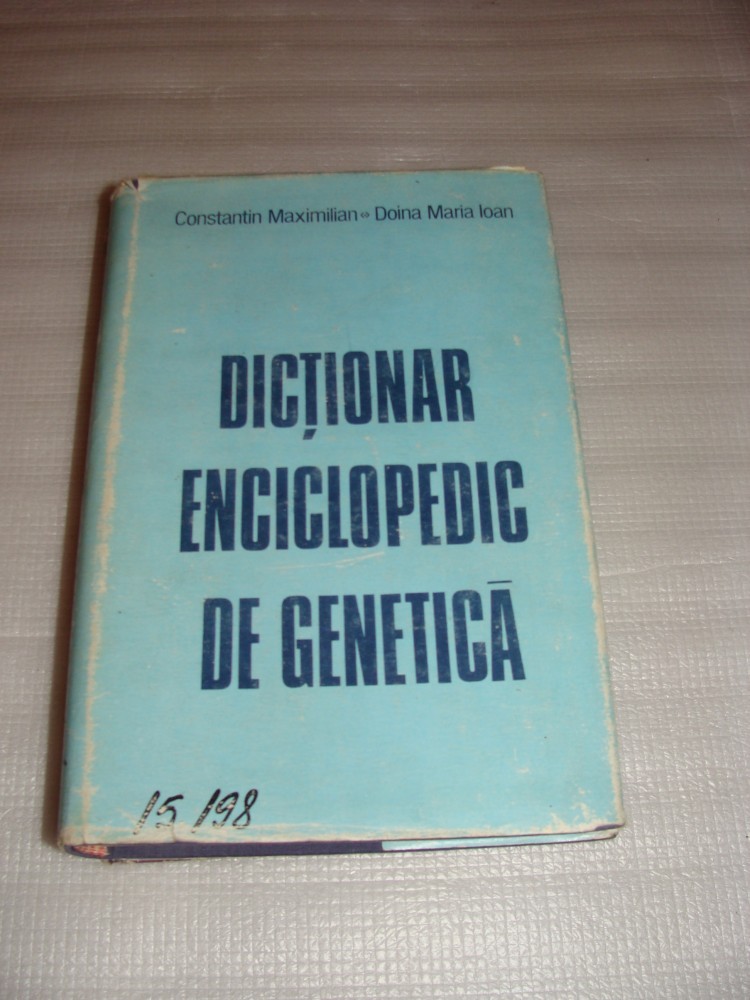 Constantin Maximilian ⇔ Doina Maria Ioan
DICȚIONAR
ENCICLOPEDIC
DE GENETICĂ
15 198